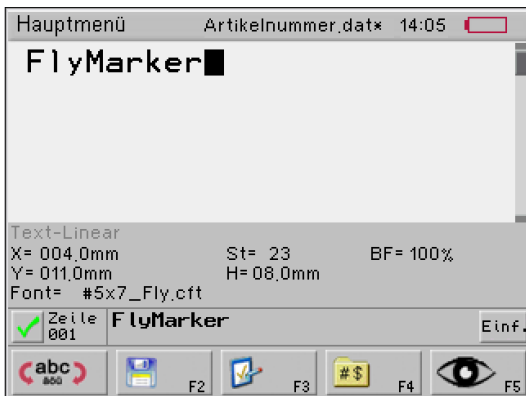 Hauptmenü Artikelnummer.dat* 14:05
FlyMarker
Text-Linear
X= 004.0mm St= 23 BF= 100%
Y= 011.0mm H= 08.0mm
Font= #5x7_Fly.cft
Zeile 001 FlyMarker Einf.
abc F2 F3 #$ F4 F5